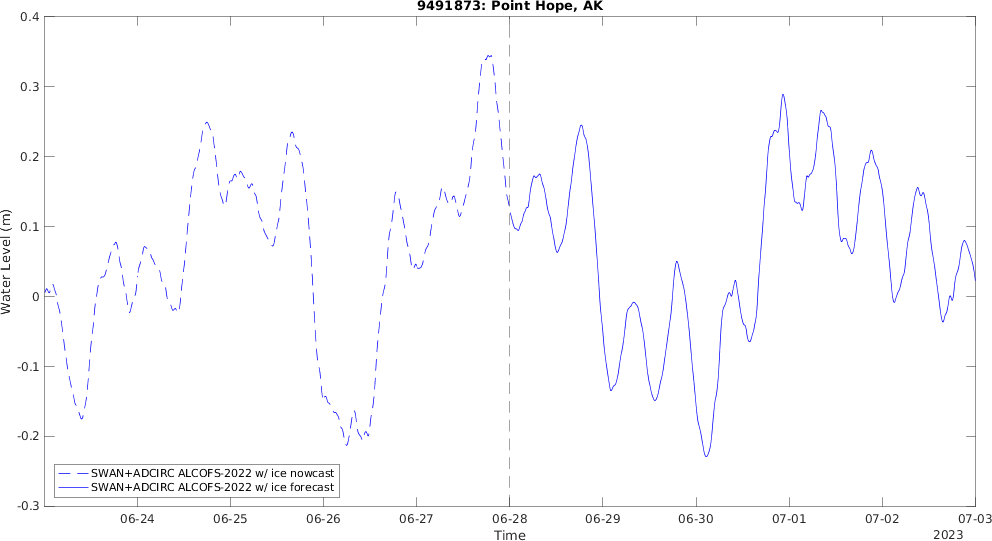 9491873: Point Hope, AK
0.4
0.3
0.2
0.1
0
-0.1
-0.2
-0.3
Water Level (m)
SWAN+ADCIRC ALCOFS-2022 w/ ice nowcast
SWAN+ADCIRC ALCOFS-2022 w/ ice forecast
06-24 06-25 06-26 06-27 06-28 06-29 06-30 07-01 07-02 07-03
Time
2023